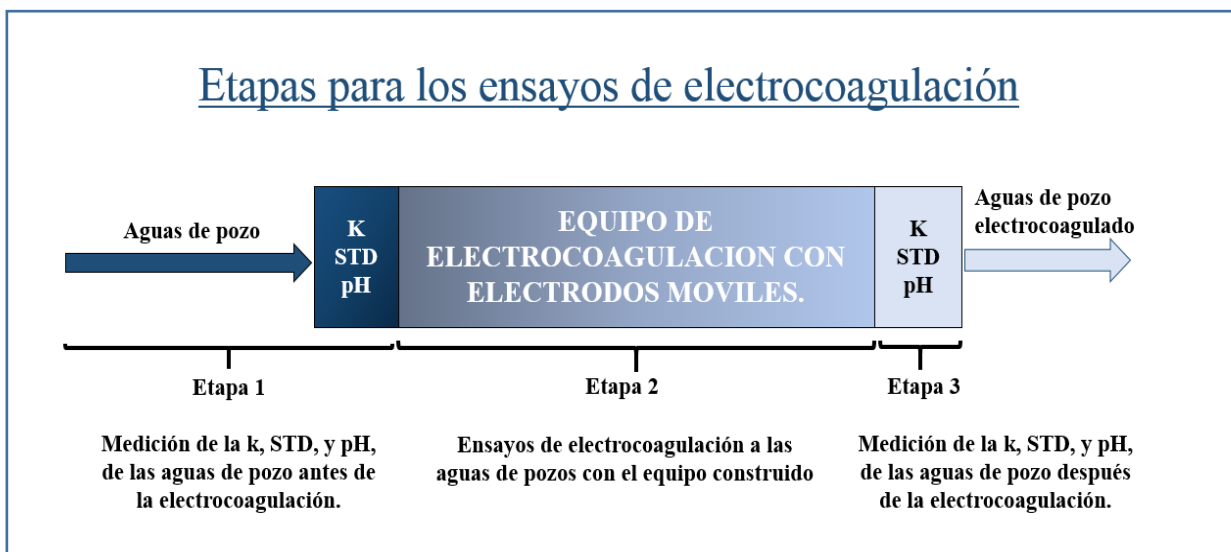 Etapas para los ensayos de electrocoagulación
Aguas de pozo
K
STD
pH
EQUIPO DE
ELECTROCOAGULACION CON
ELECTRODOS MOVILES.
K
STD
pH
Aguas de pozo
electrocoagulado
Etapa 1
Etapa 2
Etapa 3
Medición de la k, STD, y pH,
de las aguas de pozo antes de
la electrocoagulación.
Ensayos de electrocoagulación a las
aguas de pozos con el equipo construido
Medición de la k, STD, y pH,
de las aguas de pozo después
de la electrocoagulación.